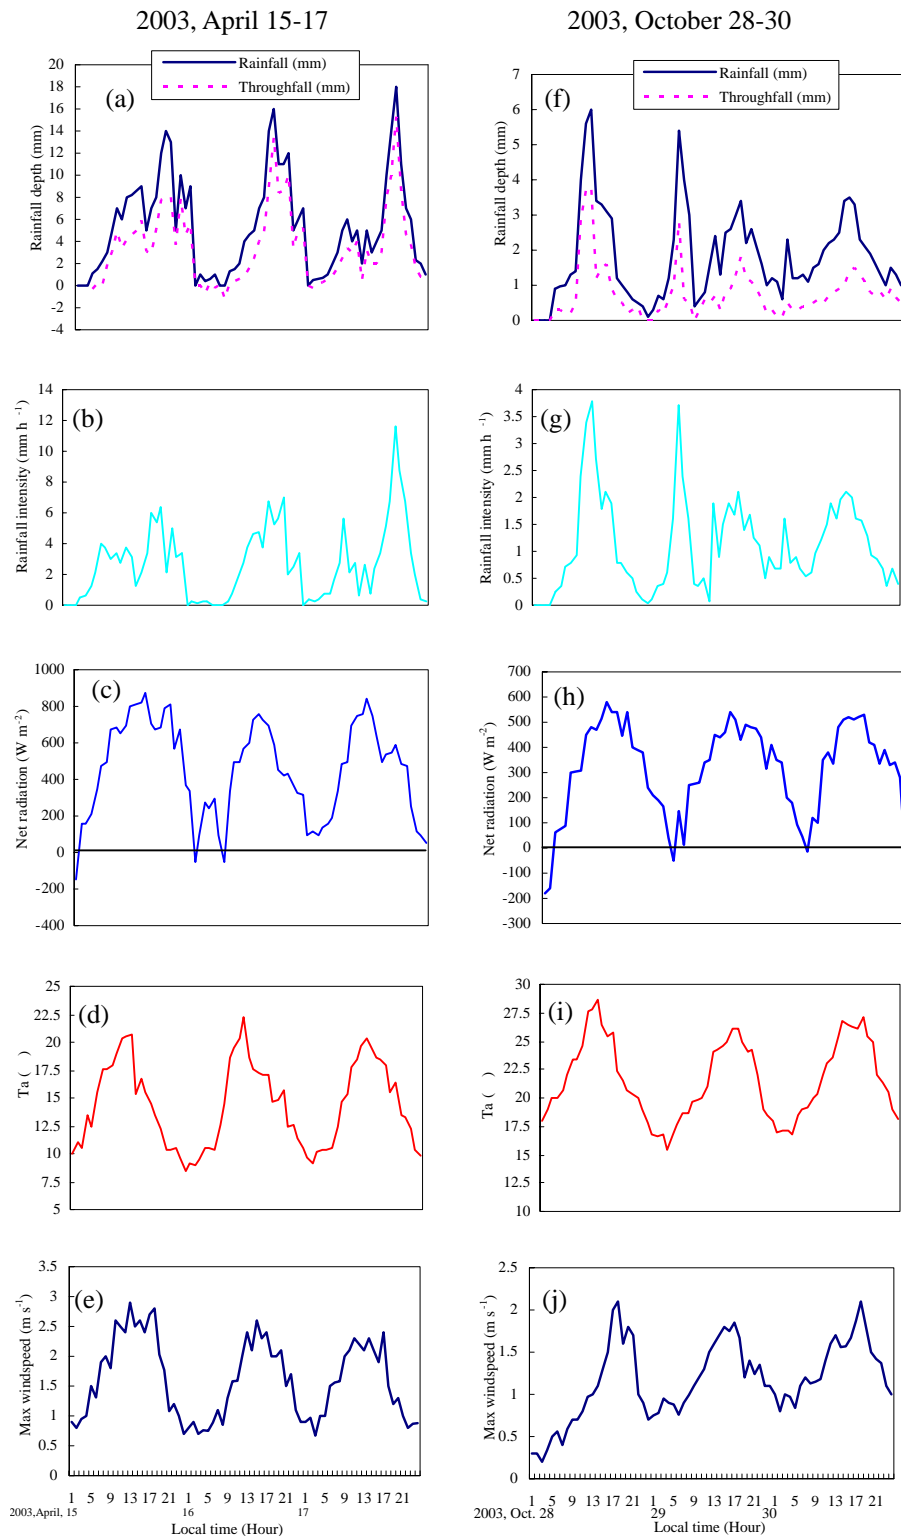 2003, April 15-17
2003, October 28-30
Rainfall (mm)
Throughfall (mm)
(a)
Rainfall depth (mm)
20
18
16
14
12
10
8
6
4
2
0
-2
-4
Rainfall (mm)
Throughfall (mm)
(f)
Rainfall depth (mm)
7
6
5
4
3
2
1
0
(b)
Rainfall intensity (mm h -1)
14
12
10
8
6
4
2
0
(g)
Rainfall intensity (mm h -1)
4
3.5
3
2.5
2
1.5
1
0.5
0
(c)
Net radiation (W m-2)
1000
800
600
400
200
0
-200
-400
(h)
Net radiation (W m-2)
700
600
500
400
300
200
100
0
-100
-200
-300
(d)
Ta ( )
25
22.5
20
17.5
15
12.5
10
7.5
5
(i)
Ta ( )
30
27.5
25
22.5
20
17.5
15
12.5
10
(e)
Max windspeed (m s-1)
3.5
3
2.5
2
1.5
1
0.5
0
1 5 9 13 17 21 1 5 9 13 17 21 1 5 9 13 17 21
2003,April, 15 16 17
Local time (Hour)
(j)
Max windspeed (m s-1)
2.5
2
1.5
1
0.5
0
1 5 9 13 17 21 1 5 9 13 17 21 1 5 9 13 17 21
2003, Oct. 28 29 30
Local time (Hour)